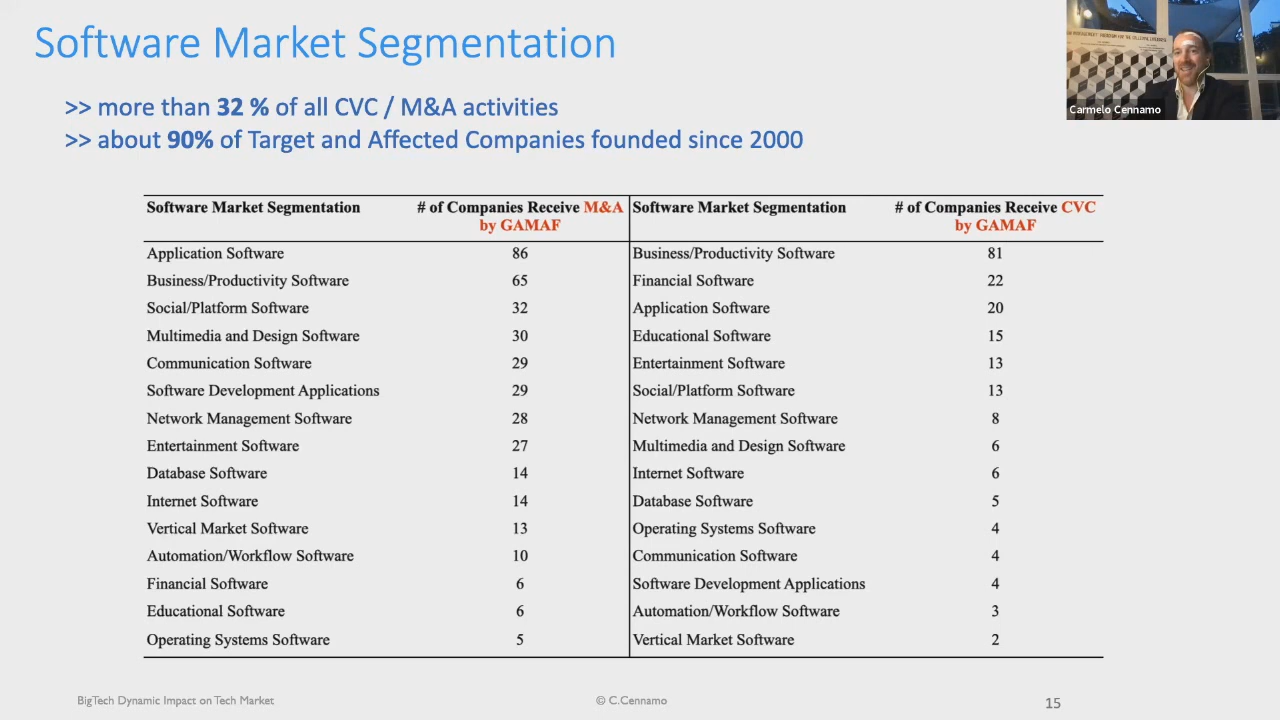 Software Market Segmentation
>> more than 32 % of all CVC / M&A activities
>> about 90% of Target and Affected Companies founded since 2000
Carmelo Cennamo
Software Market Segmentation # of Companies Receive M&A by GAMAF Software Market Segmentation # of Companies Receive CVC by GAMAF
Application Software 86 Business/Productivity Software 81
Business/Productivity Software 65 Financial Software 22
Social/Platform Software 32 Application Software 20
Multimedia and Design Software 30 Educational Software 15
Communication Software 29 Entertainment Software 13
Software Development Applications 29 Social/Platform Software 13
Network Management Software 28 Network Management Software 8
Entertainment Software 27 Multimedia and Design Software 6
Database Software 14 Internet Software 6
Internet Software 14 Database Software 5
Vertical Market Software 13 Operating Systems Software 4
Automation/Workflow Software 10 Communication Software 4
Financial Software 6 Software Development Applications 4
Educational Software 6 Automation/Workflow Software 3
Operating Systems Software 5 Vertical Market Software 2
BigTech Dynamic Impact on Tech Market © C.Cennamo 15